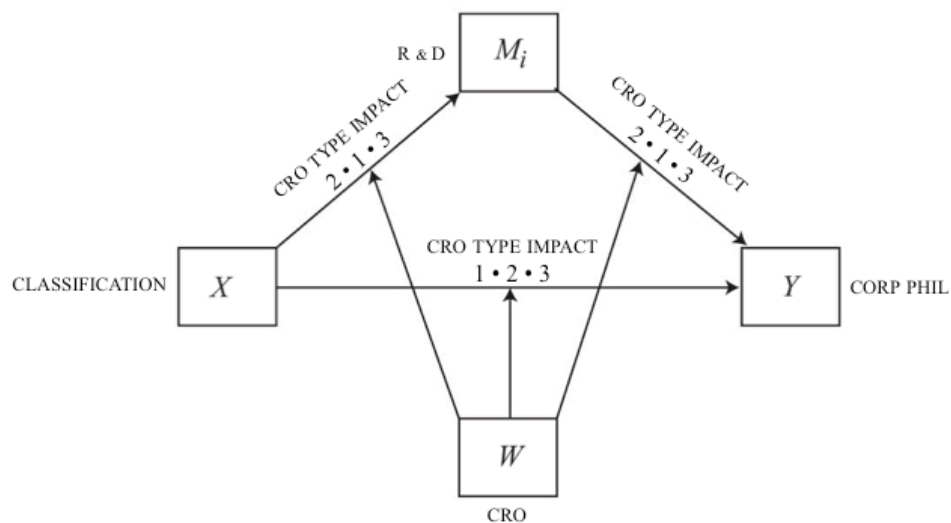 R & D
M_i
CRO TYPE IMPACT
2 • 1 • 3
CRO TYPE IMPACT
2 • 1 • 3
CRO TYPE IMPACT
1 • 2 • 3
CLASSIFICATION
X
Y
CORP PHIL
W
CRO